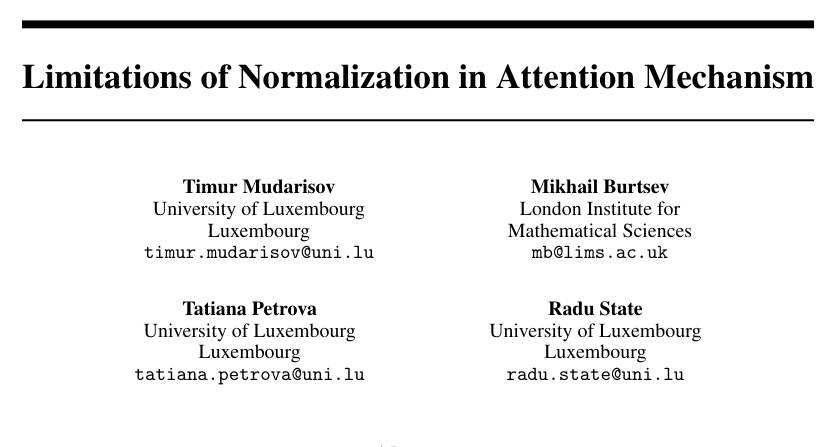 Limitations of Normalization in Attention Mechanism
Timur Mudarisov
University of Luxembourg
Luxembourg
timur.mudarisov@uni.lu
Mikhail Burtsev
London Institute for
Mathematical Sciences
mb@lims.ac.uk
Tatiana Petrova
University of Luxembourg
Luxembourg
tatiana.petrova@uni.lu
Radu State
University of Luxembourg
Luxembourg
radu.state@uni.lu